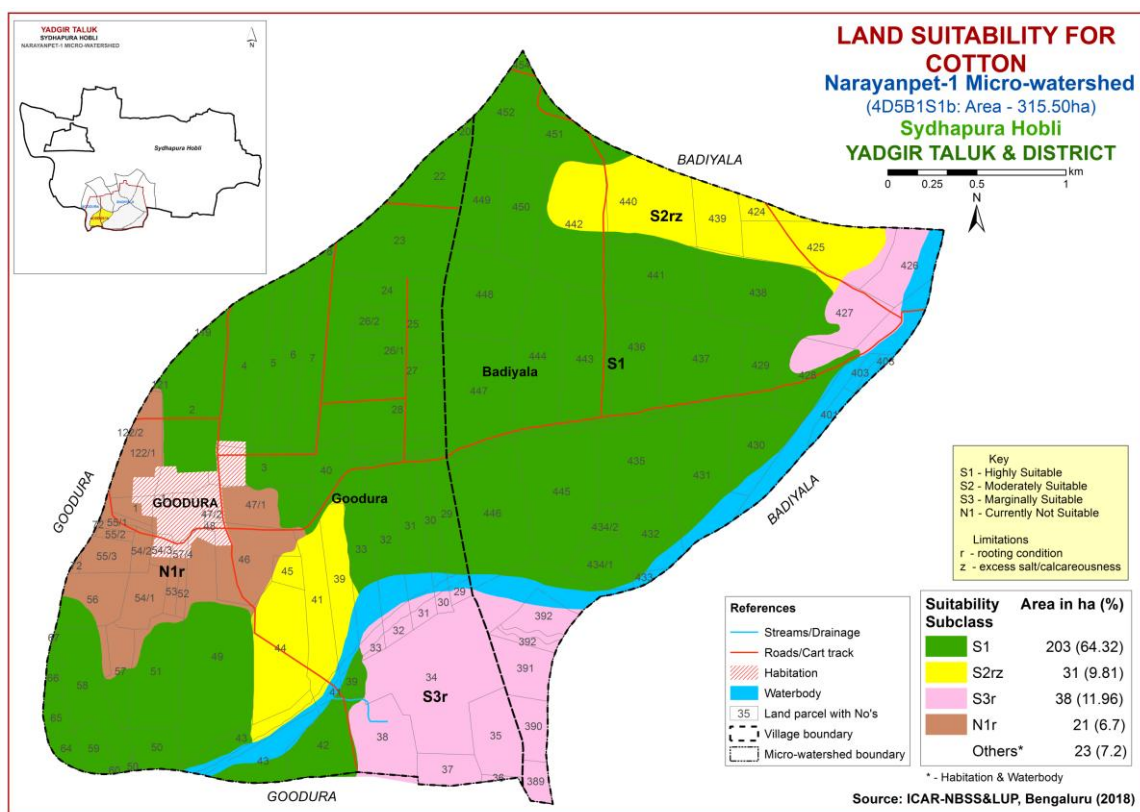 YADGIR TALUK
SYDHAPURA HOBLI
NARAYANPET-1 MICRO-WATERSHED
N
Sydhapura Hobli
LAND SUITABILITY FOR
COTTON
Narayanpet-1 Micro-watershed
(4D5B1S1b: Area - 315.50ha)
Sydhapura Hobli
YADGIR TALUK & DISTRICT
km
0 0.25 0.5 1
N
BADIYALA
452
451
22
449
450
440
S2rz
439
424
442
425
23
426
441
24
448
438
427
26/2
25
26/1
4
5
6
7
444
443
436
437
429
S1
27
Badiyala
428
403
447
2
28
401
122/2
122/1
430
3
40
435
431
GOODURA
GOODURA
1
47/2
47/1
48
Goodura
445
446
BADIYALA
55/1
55/2
31
30
29
32
33
434/2
432
54/2
54/3
57/4
55/3
N1r
46
434/1
433
45
39
56
54/1
53
52
41
29
30
31
32
33
392
392
391
44
49
51
57
58
34
S3r
39
41
65
390
64
59
50
43
43
42
38
35
37
36
389
GOODURA
Key
S1 - Highly Suitable
S2 - Moderately Suitable
S3 - Marginally Suitable
N1 - Currently Not Suitable
Limitations
r - rooting condition
z - excess salt/calcareousness
References
Streams/Drainage
Roads/Cart track
Habitation
Waterbody
35 Land parcel with No's
Village boundary
Micro-watershed boundary
Suitability Subclass Area in ha (%)
S1 203 (64.32)
S2rz 31 (9.81)
S3r 38 (11.96)
N1r 21 (6.7)
Others* 23 (7.2)
* - Habitation & Waterbody
Source: ICAR-NBSS&LUP, Bengaluru (2018)